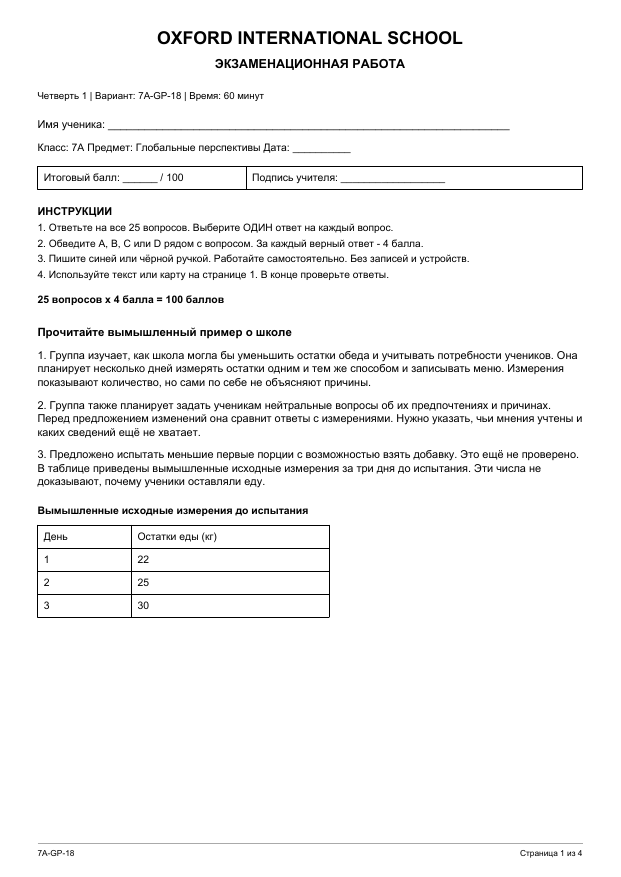 OXFORD INTERNATIONAL SCHOOL
ЭКЗАМЕНАЦИОННАЯ РАБОТА
Четверть 1 | Вариант: 7A-GP-18 | Время: 60 минут
Имя ученика: ___________________________________________________________________
Класс: 7A Предмет: Глобальные перспективы Дата: __________
Итоговый балл: ______ / 100
Подпись учителя: __________________
ИНСТРУКЦИИ
1. Ответьте на все 25 вопросов. Выберите ОДИН ответ на каждый вопрос.
2. Обведите A, B, C или D рядом с вопросом. За каждый верный ответ - 4 балла.
3. Пишите синей или чёрной ручкой. Работайте самостоятельно. Без записей и устройств.
4. Используйте текст или карту на странице 1. В конце проверьте ответы.
25 вопросов x 4 балла = 100 баллов
Прочитайте вымышленный пример о школе
1. Группа изучает, как школа могла бы уменьшить остатки обеда и учитывать потребности учеников. Она
планирует несколько дней измерять остатки одним и тем же способом и записывать меню. Измерения
показывают количество, но сами по себе не объясняют причины.
2. Группа также планирует задать ученикам нейтральные вопросы об их предпочтениях и причинах.
Перед предложением изменений она сравнит ответы с измерениями. Нужно указать, чьи мнения учтены и
каких сведений ещё не хватает.
3. Предложено испытать меньшие первые порции с возможностью взять добавку. Это ещё не проверено.
В таблице приведены вымышленные исходные измерения за три дня до испытания. Эти числа не
доказывают, почему ученики оставляли еду.
Вымышленные исходные измерения до испытания
День Остатки еды (кг)
1 22
2 25
3 30
7A-GP-18
Страница 1 из 4